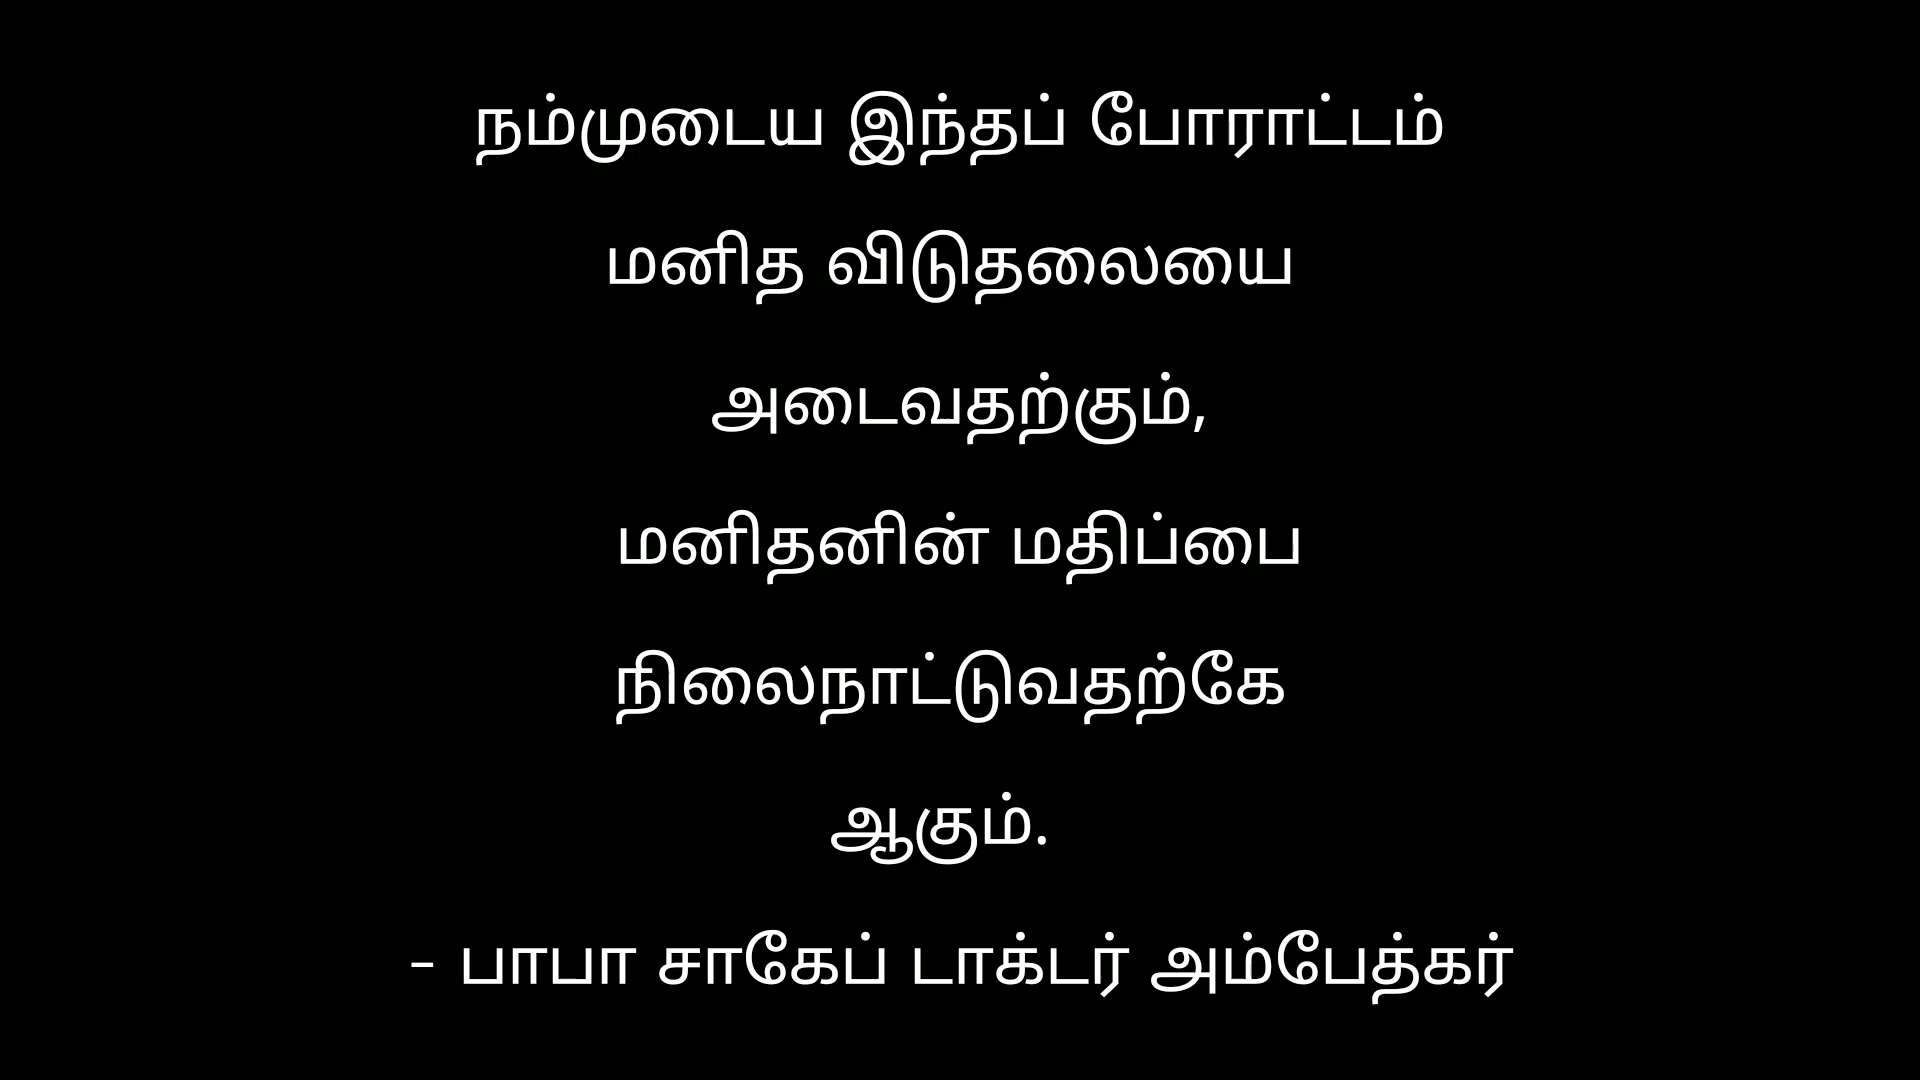 நம்முடைய இந்தப் போராட்டம்
மனித விடுதலையை
அடைவதற்கும்,
மனிதனின் மதிப்பை
நிலைநாட்டுவதற்கே
ஆகும்.
- பாபா சாகேப் டாக்டர் அம்பேத்கர்